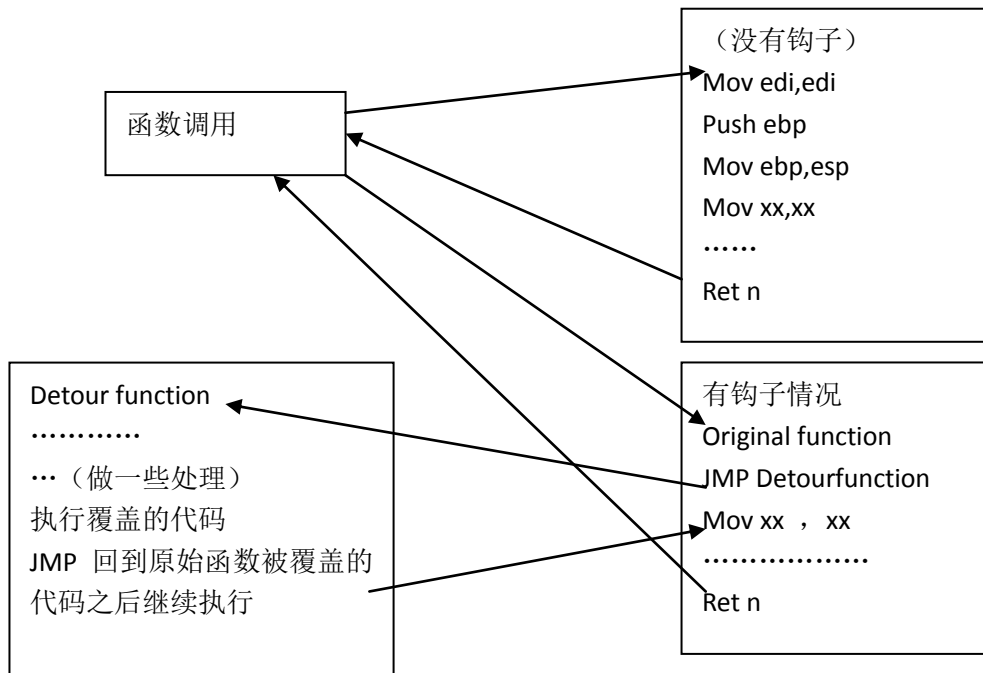 函数调用
（没有钩子）
Mov edi,edi
Push ebp
Mov ebp,esp
Mov xx,xx
……
Ret n
Detour function
…………
…（做一些处理）
执行覆盖的代码
JMP 回到原始函数被覆盖的
代码之后继续执行
有钩子情况
Original function
JMP Detourfunction
Mov xx ，xx
………………
Ret n